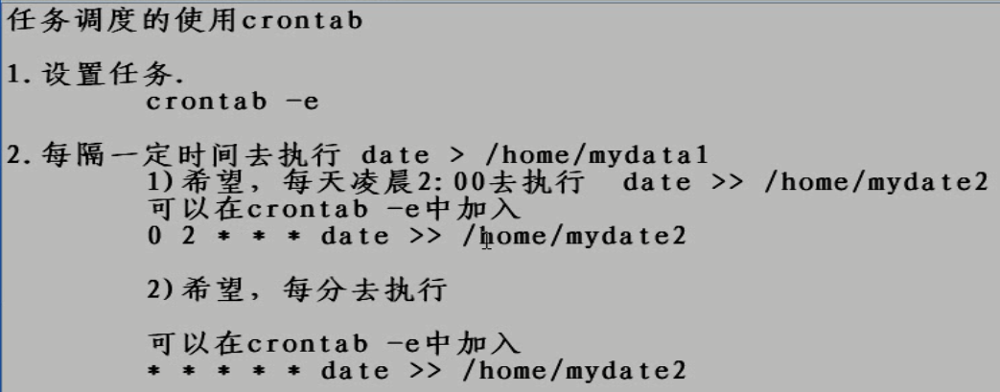 任务调度的使用crontab
1.设置任务.
crontab -e
2.每隔一定时间去执行 date > /home/mydata1
1)希望，每天凌晨2:00去执行 date >> /home/mydate2
可以在crontab -e中加入
0 2 * * * date >> /home/mydate2
2)希望，每分去执行
可以在crontab -e中加入
* * * * * date >> /home/mydate2